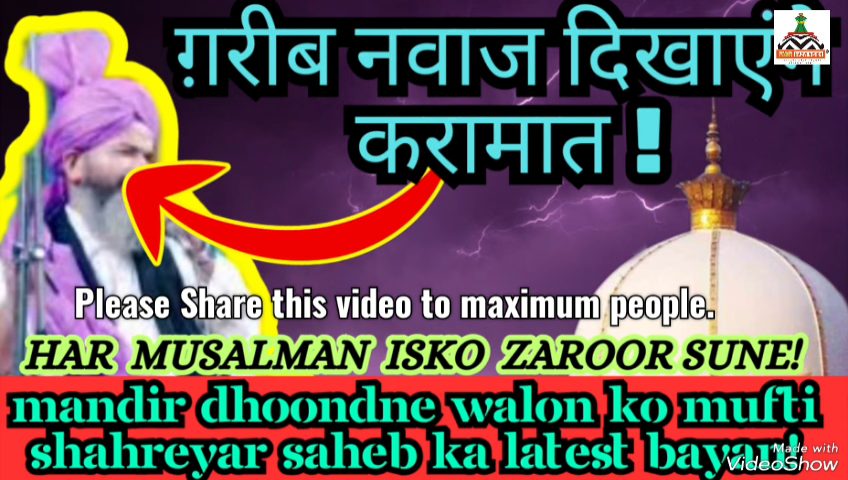 ग़रीब नवाज दिखाएंगे
करामात !
Please Share this video to maximum people.
HAR MUSALMAN ISKO ZAROOR SUNE!
mandir dhoondne walon ko mufti
shahreyar saheb ka latest bayan
Made with
VideoShow